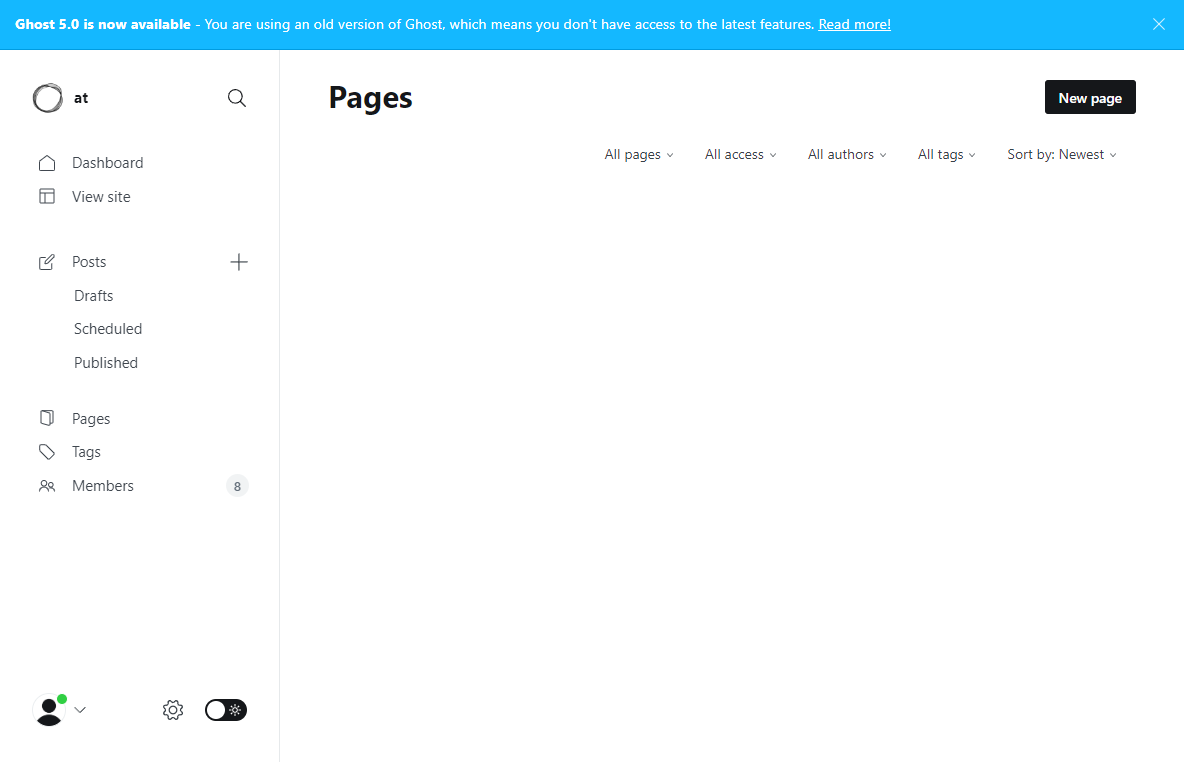 Ghost 5.0 is now available - You are using an old version of Ghost, which means you don't have access to the latest features. Read more!
at
Dashboard
View site
Posts
Drafts
Scheduled
Published
Pages
Tags
Members 8
Pages
New page
All pages All access All authors All tags Sort by: Newest